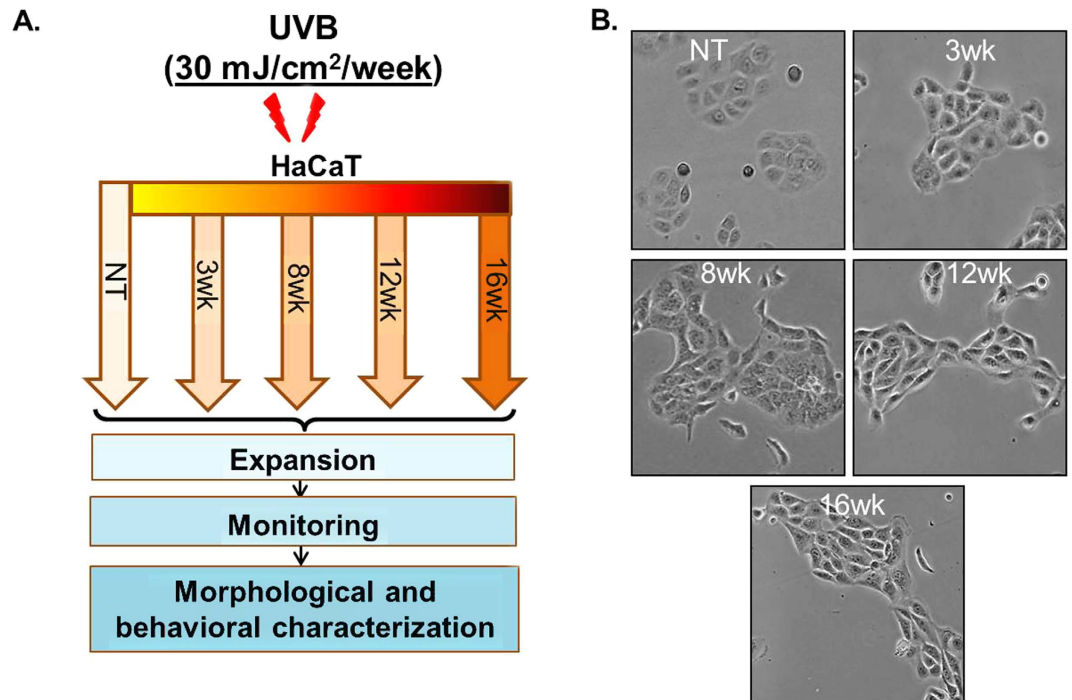 A.
UVB
(30 mJ/cm²/week)
HaCaT
NT
3wk
8wk
12wk
16wk
Expansion
Monitoring
Morphological and
behavioral characterization
B.
NT
3wk
8wk
12wk
16wk